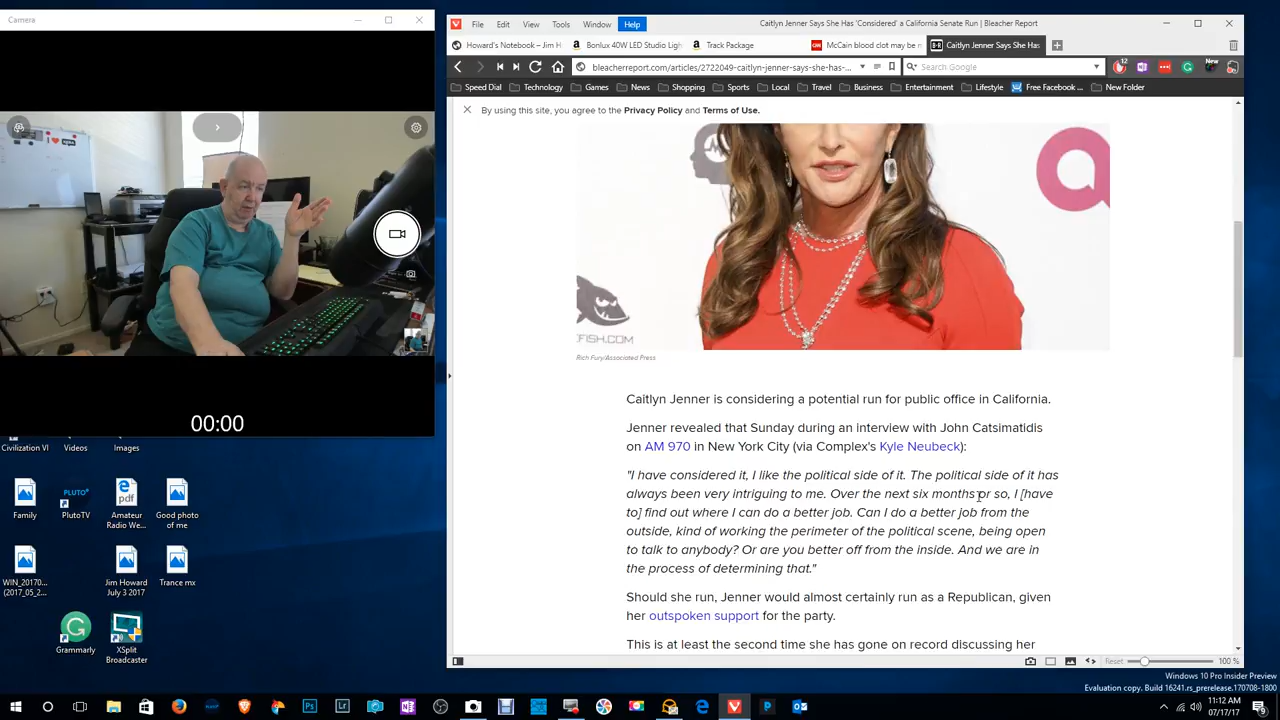 Camera
00:00
Civilization VI
Videos
Images
Family
PlutoTV
Amateur
Radio We...
Good photo
of me
WIN_20170...
(2017_05_2...
Jim Howard
July 3 2017
Trance mx
Grammarly
XSplit
Broadcaster
File Edit View Tools Window Help
Caitlyn Jenner Says She Has 'Considered' a California Senate Run | Bleacher Report
Howard's Notebook – Jim H
Bonlux 40W LED Studio Ligh
Track Package
McCain blood clot may be m
Caitlyn Jenner Says She Has
bleacherreport.com/articles/2722049-caitlyn-jenner-says-she-has-...
Search Google
12
New
Speed Dial Technology Games News Shopping Sports Local Travel Business Entertainment Lifestyle Free Facebook ... New Folder
By using this site, you agree to the Privacy Policy and Terms of Use.
FISH.COM
Rich Fury/Associated Press
Caitlyn Jenner is considering a potential run for public office in California.
Jenner revealed that Sunday during an interview with John Catsimatidis
on AM 970 in New York City (via Complex's Kyle Neubeck):
"I have considered it, I like the political side of it. The political side of it has
always been very intriguing to me. Over the next six months or so, I [have
to] find out where I can do a better job. Can I do a better job from the
outside, kind of working the perimeter of the political scene, being open
to talk to anybody? Or are you better off from the inside. And we are in
the process of determining that."
Should she run, Jenner would almost certainly run as a Republican, given
her outspoken support for the party.
This is at least the second time she has gone on record discussing her
Reset 100 %
Windows 10 Pro Insider Preview
Evaluation copy. Build 16241.rs_prerelease.170708-1800
11:12 AM
07/17/17